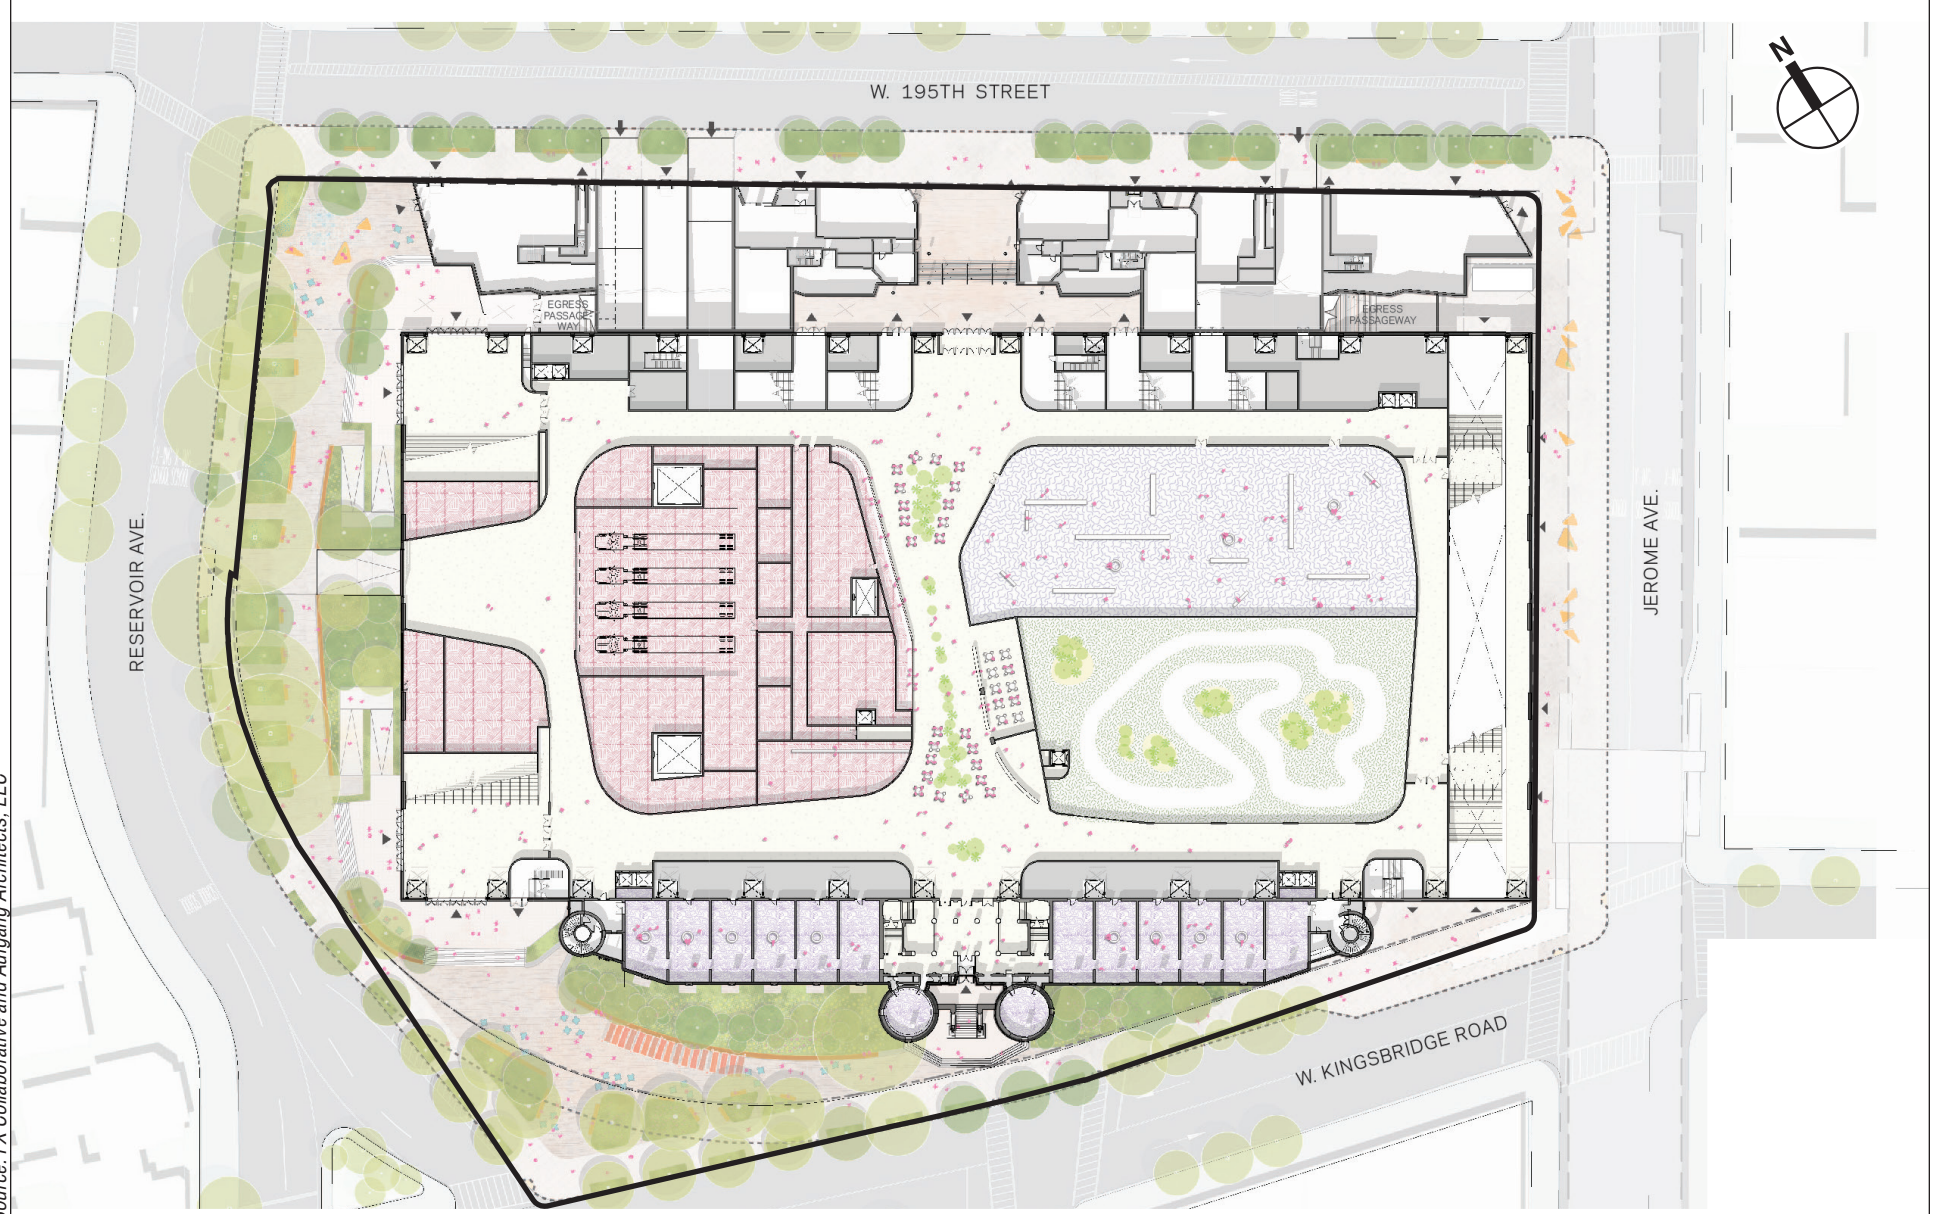 N
W. 195TH STREET
EGRESS
PASSAGE
WAY
EGRESS
PASSAGEWAY
RESERVOIR AVE.
JEROME AVE.
W. KINGSBRIDGE ROAD
Source: FX Collaborative and Aufgang Architects, LLC